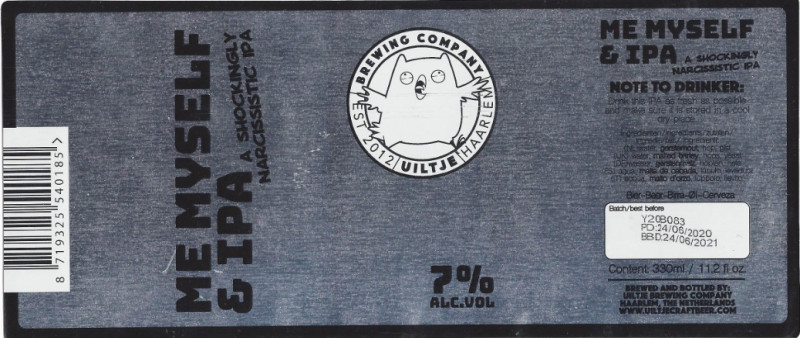 8 719325 540185 >
ME MYSELF
& IPA
A SHOCKINGLY
NARCISSISTIC IPA
BREWING COMPANY
EST 2012 / UILTJE / HAARLEM
7%
ALC.VOL
ME MYSELF
& IPA
A SHOCKINGLY
NARCISSISTIC IPA
NOTE TO DRINKER:
Drink this IPA as fresh as possible
and make sure it is stored in a cool
dry place.
malted barley
Bier-Beer-Birra-Øl-Cerveza
Batch/best before
Y20B083
PD:24/06/2020
BBD:24/06/2021
Content: 330ml / 11.2 fl oz.
BREWED AND BOTTLED BY:
UILTJE BREWING COMPANY
HAARLEM, THE NETHERLANDS
WWW.UILTJECRAFTBEER.COM